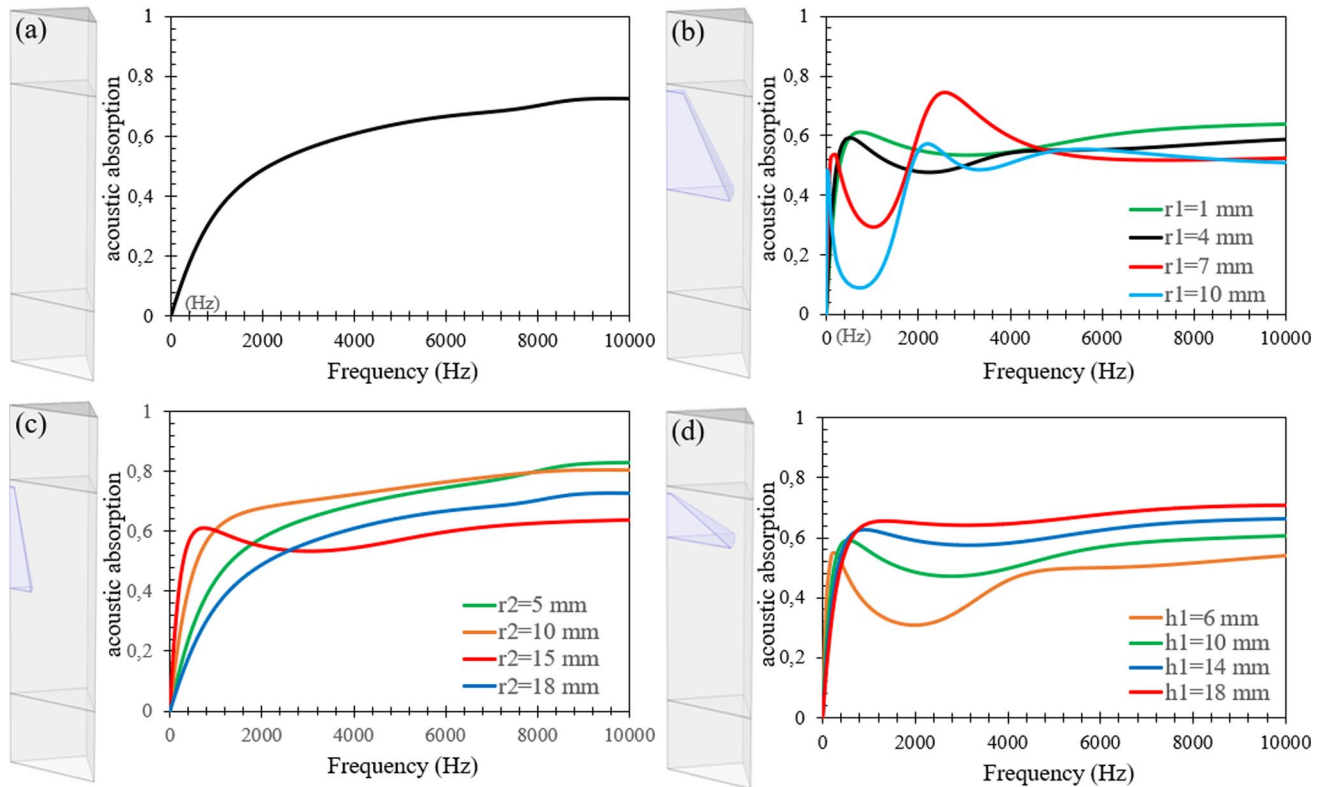 (a)
acoustic absorption
1
0,8
0,6
0,4
0,2
0
(Hz)
0 2000 4000 6000 8000 10000
Frequency (Hz)
(b)
acoustic absorption
1
0,8
0,6
0,4
0,2
0
r1=1 mm
r1=4 mm
r1=7 mm
r1=10 mm
(Hz)
0 2000 4000 6000 8000 10000
Frequency (Hz)
(c)
acoustic absorption
1
0,8
0,6
0,4
0,2
0
r2=5 mm
r2=10 mm
r2=15 mm
r2=18 mm
0 2000 4000 6000 8000 10000
Frequency (Hz)
(d)
acoustic absorption
1
0,8
0,6
0,4
0,2
0
h1=6 mm
h1=10 mm
h1=14 mm
h1=18 mm
0 2000 4000 6000 8000 10000
Frequency (Hz)